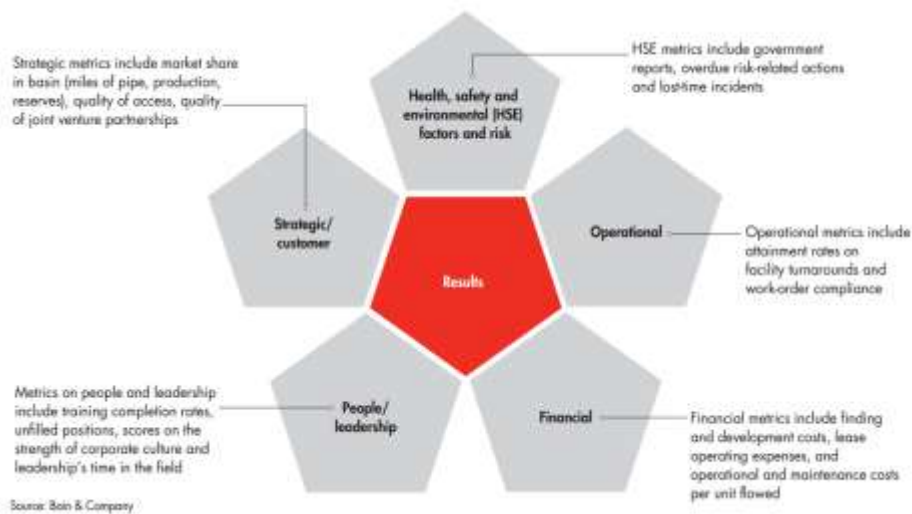 Strategic metrics include market share
in basin (miles of pipe, production,
reserves), quality of access, quality
of joint venture partnerships
Health, safety and
environmental (HSE)
factors and risk
HSE metrics include government
reports, overdue risk-related actions
and lost-time incidents
Strategic/
customer
Operational
Operational metrics include
attainment rates on
facility turnarounds and
work-order compliance
Results
Metrics on people and leadership
include training completion rates,
unfilled positions, scores on the
strength of corporate culture and
leadership's time in the field
People/
leadership
Financial
Financial metrics include finding
and development costs, lease
operating expenses, and
operational and maintenance costs
per unit flowed
Source: Bain & Company